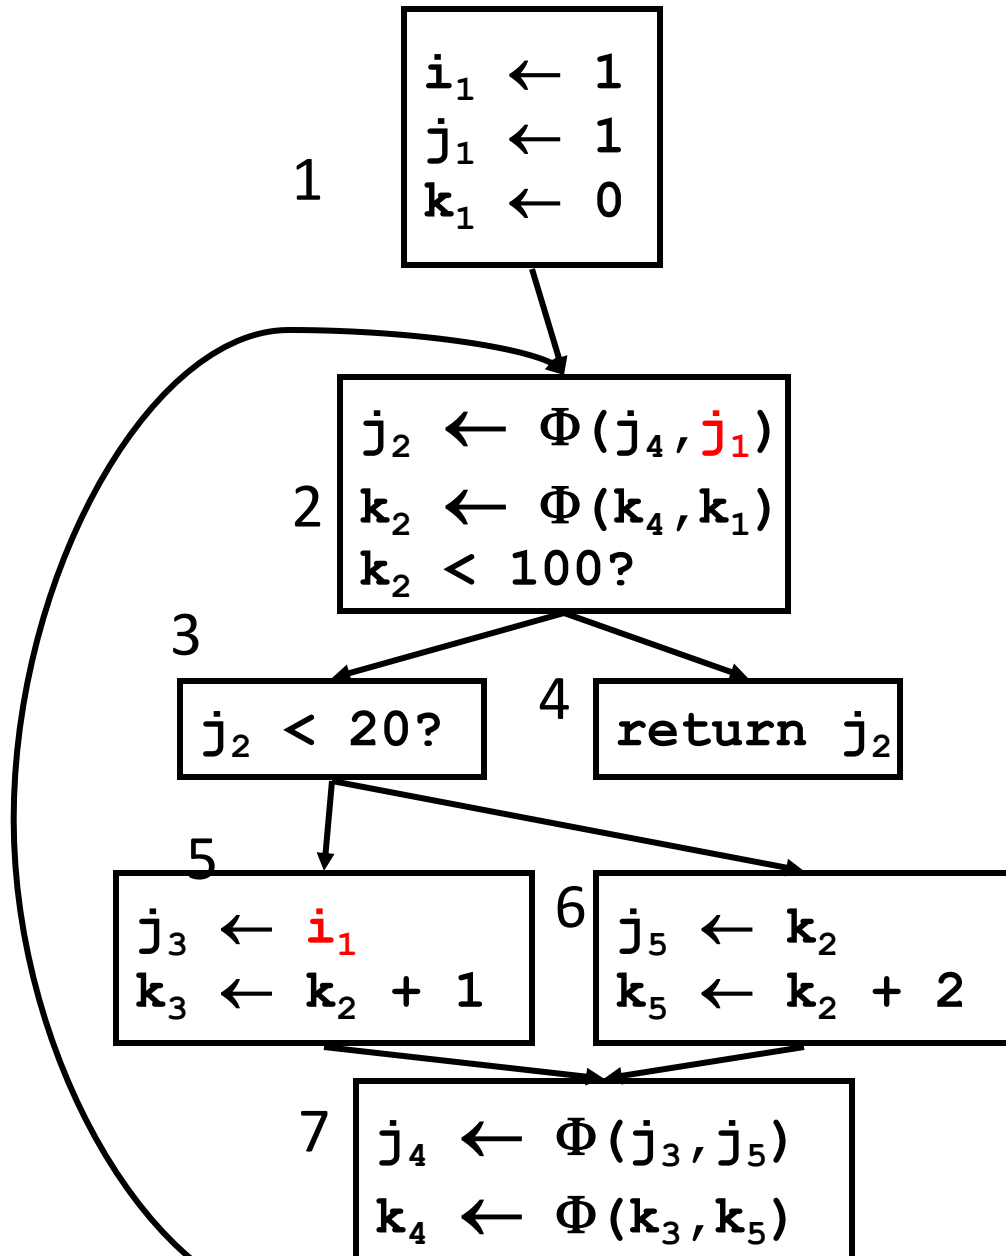 i₁ ← 1
j₁ ← 1
1
k₁ ← 0
j₂ ← Φ(j₄,j₁)
2
k₂ ← Φ(k₄,k₁)
k₂ < 100?
3
j₂ < 20?
4
return j₂
5
j₃ ← i₁
k₃ ← k₂ + 1
6
j₅ ← k₂
k₅ ← k₂ + 2
7
j₄ ← Φ(j₃,j₅)
k₄ ← Φ(k₃,k₅)